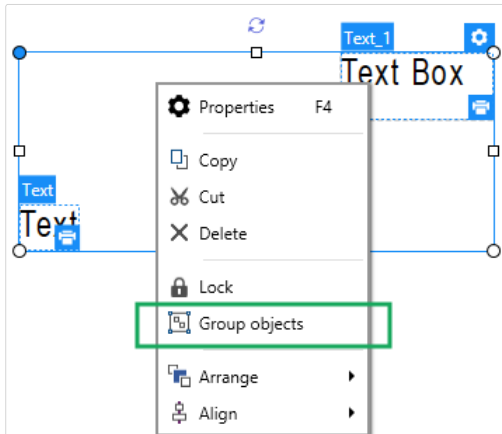 Text_1
Text Box
Properties F4
Copy
Text
Cut
Text
Delete
Lock
Group objects
Arrange
Align